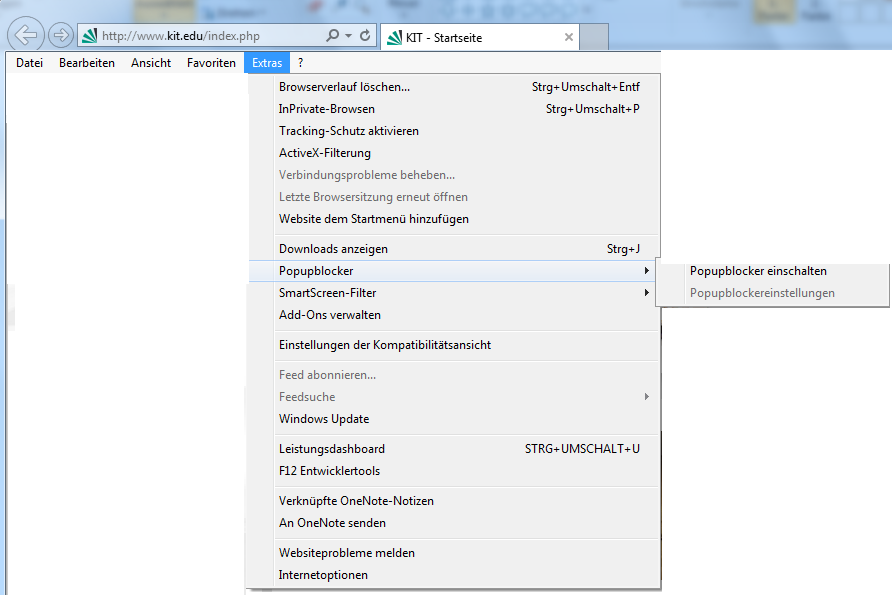 http://www.kit.edu/index.php
KIT - Startseite
Datei Bearbeiten Ansicht Favoriten Extras ?
Browserverlauf löschen... Strg+Umschalt+Entf
InPrivate-Browsen Strg+Umschalt+P
Tracking-Schutz aktivieren
ActiveX-Filterung
Verbindungsprobleme beheben...
Letzte Browsersitzung erneut öffnen
Website dem Startmenü hinzufügen
Downloads anzeigen Strg+J
Popupblocker
Popupblocker einschalten
SmartScreen-Filter
Popupblockereinstellungen
Add-Ons verwalten
Einstellungen der Kompatibilitätsansicht
Feed abonnieren...
Feedsuche
Windows Update
Leistungsdashboard STRG+UMSCHALT+U
F12 Entwicklertools
Verknüpfte OneNote-Notizen
An OneNote senden
Websiteprobleme melden
Internetoptionen